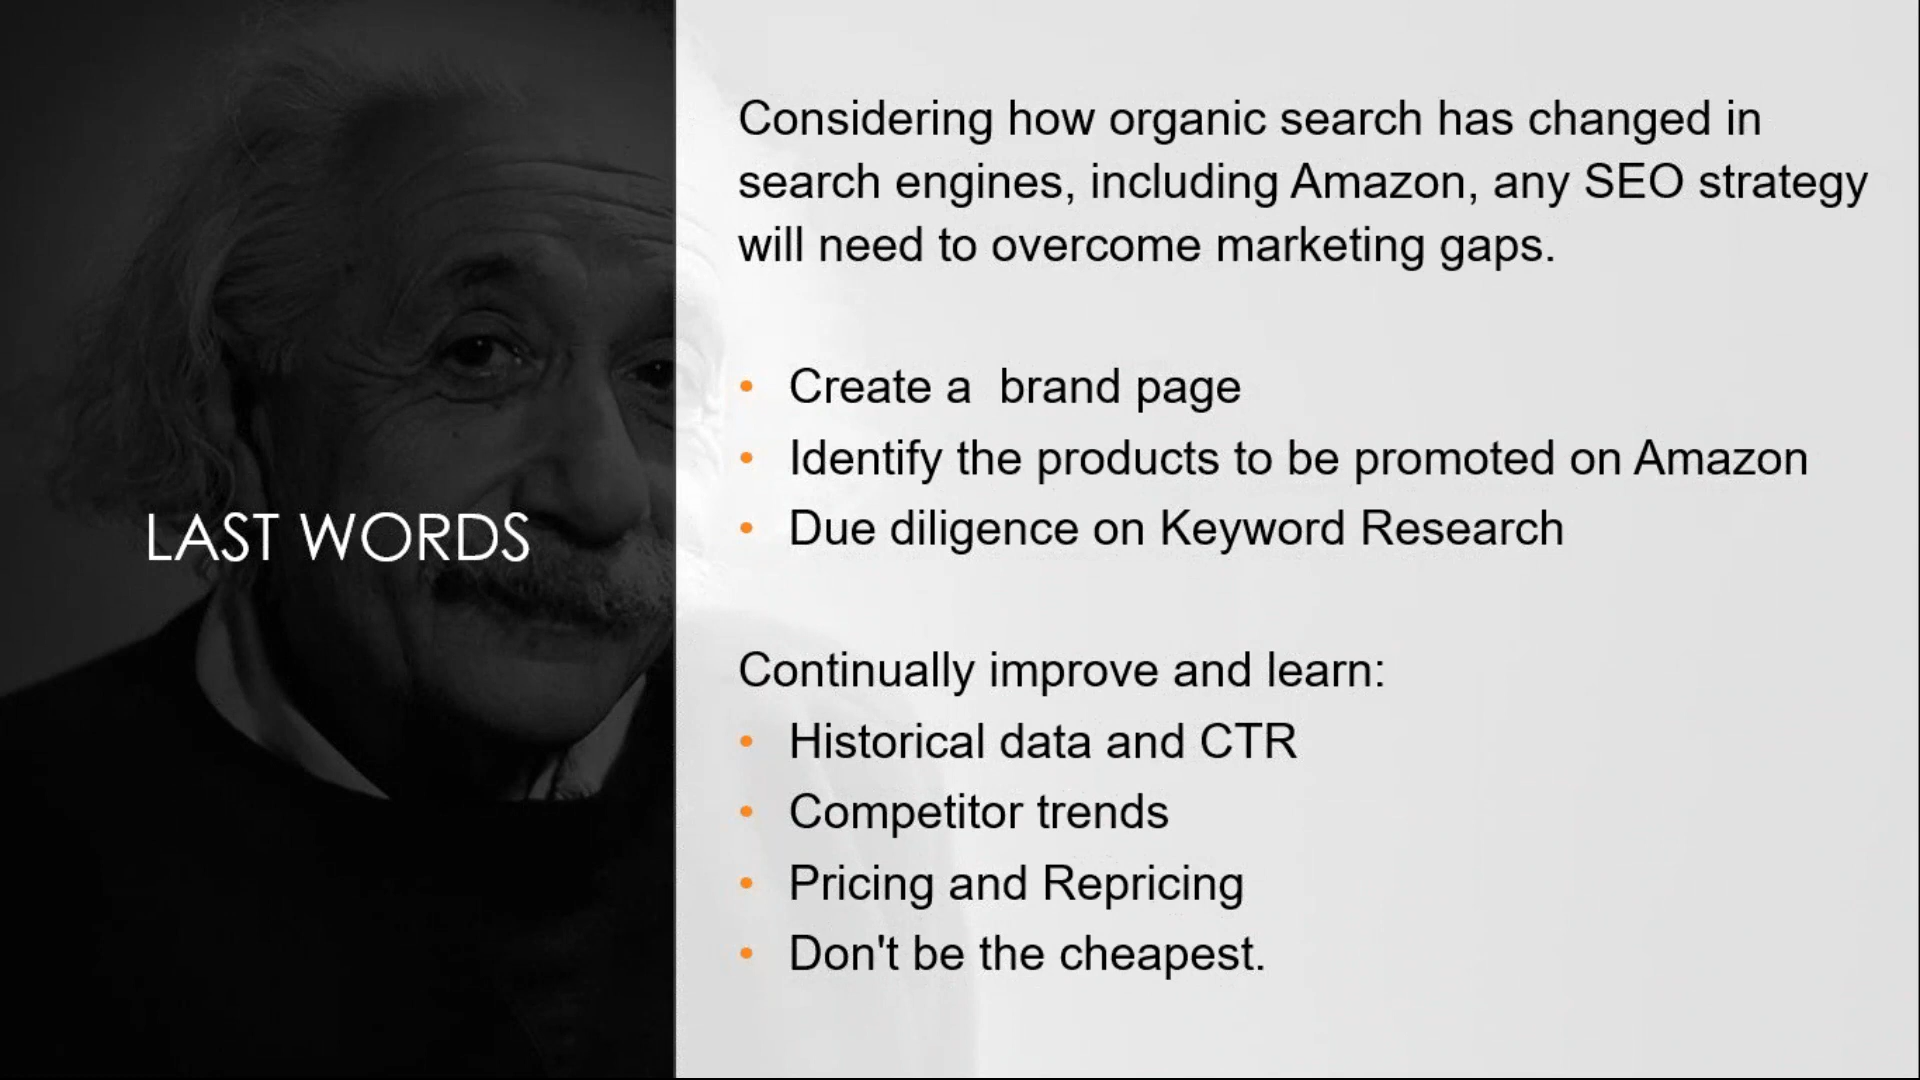 LAST WORDS
Considering how organic search has changed in
search engines, including Amazon, any SEO strategy
will need to overcome marketing gaps.
• Create a  brand page
• Identify the products to be promoted on Amazon
• Due diligence on Keyword Research
Continually improve and learn:
• Historical data and CTR
• Competitor trends
• Pricing and Repricing
• Don't be the cheapest.